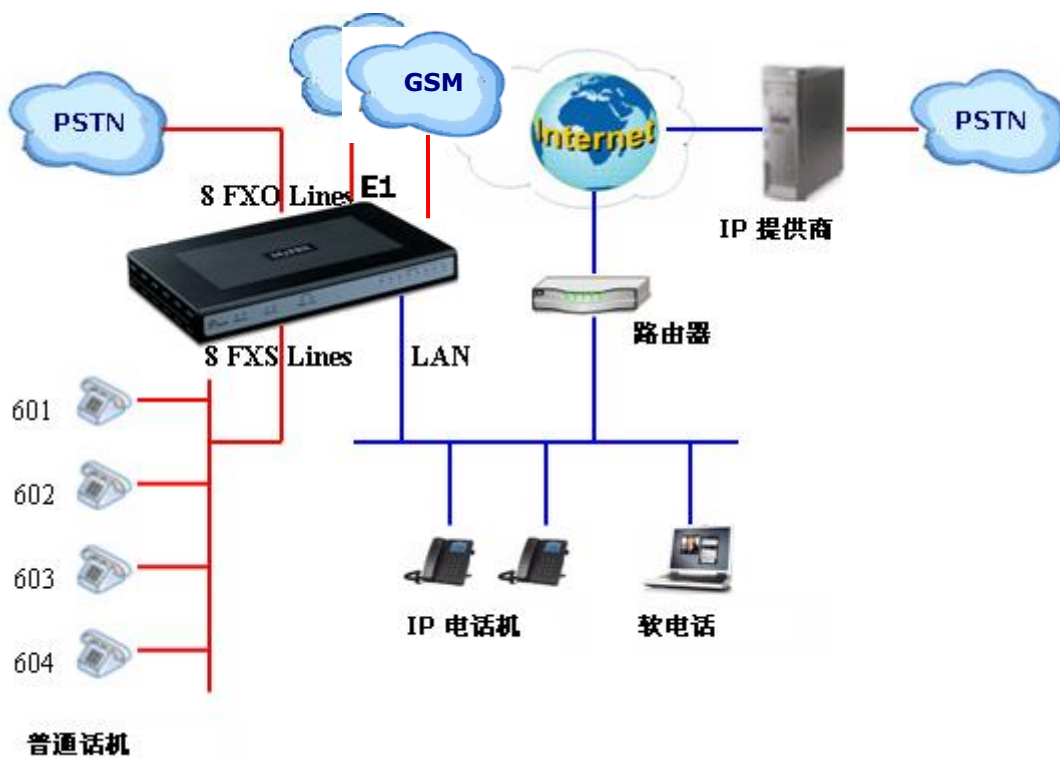 GSM
PSTN
Internet
PSTN
8 FXO Lines
E1
IP 提供商
路由器
8 FXS Lines
LAN
601
602
603
604
IP 电话机
软电话
普通话机